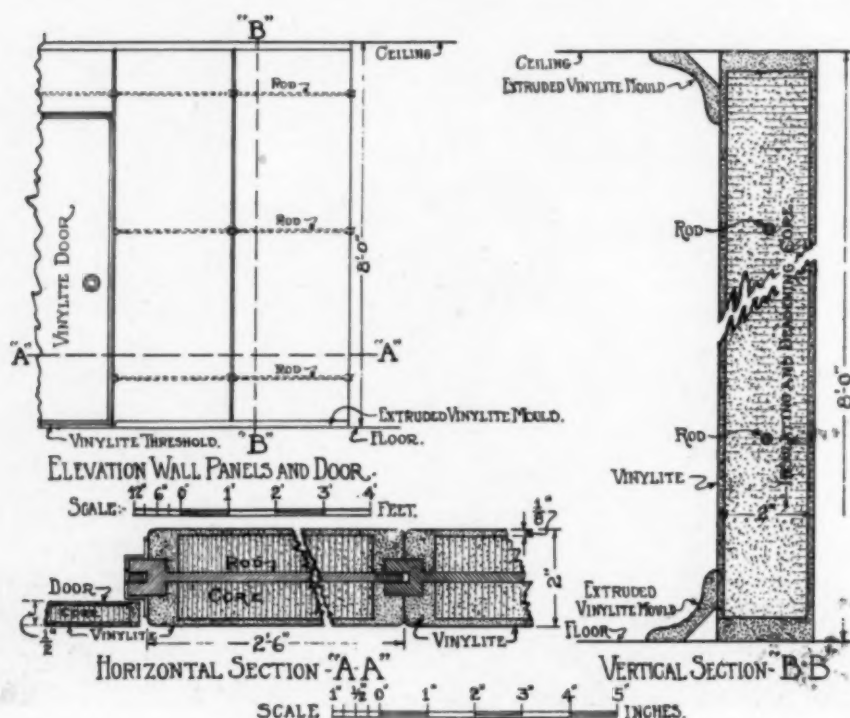 "B"
CEILING
ROD
ROD
8'-0"
VINYLITE DOOR
"A"
"A"
ROD
EXTRUDED VINYLITE MOULD.
VINYLITE THRESHOLD.
"B"
FLOOR.
ELEVATION WALL PANELS AND DOOR.
12" 6" 0' 1' 2' 3' 4'
SCALE:- FEET.
1/8"
ROD
CORE
2"
DOOR
CORE
1/2"
VINYLITE
2'-6"
VINYLITE
HORIZONTAL SECTION-"A-A"
CEILING
EXTRUDED VINYLITE MOULD
ROD
INSULATING AND DEADENING CORE.
8'-0"
ROD
VINYLITE
2"
EXTRUDED
VINYLITE MOULD
FLOOR
VERTICAL SECTION-"B-B"
1" ½" 0" 1" 2" 3" 4" 5"
SCALE INCHES.